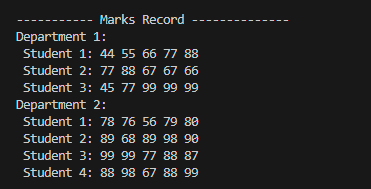 ----------- Marks Record --------------
Department 1:
 Student 1: 44 55 66 77 88
 Student 2: 77 88 67 67 66
 Student 3: 45 77 99 99 99
Department 2:
 Student 1: 78 76 56 79 80
 Student 2: 89 68 89 98 90
 Student 3: 99 99 77 88 87
 Student 4: 88 98 67 88 99